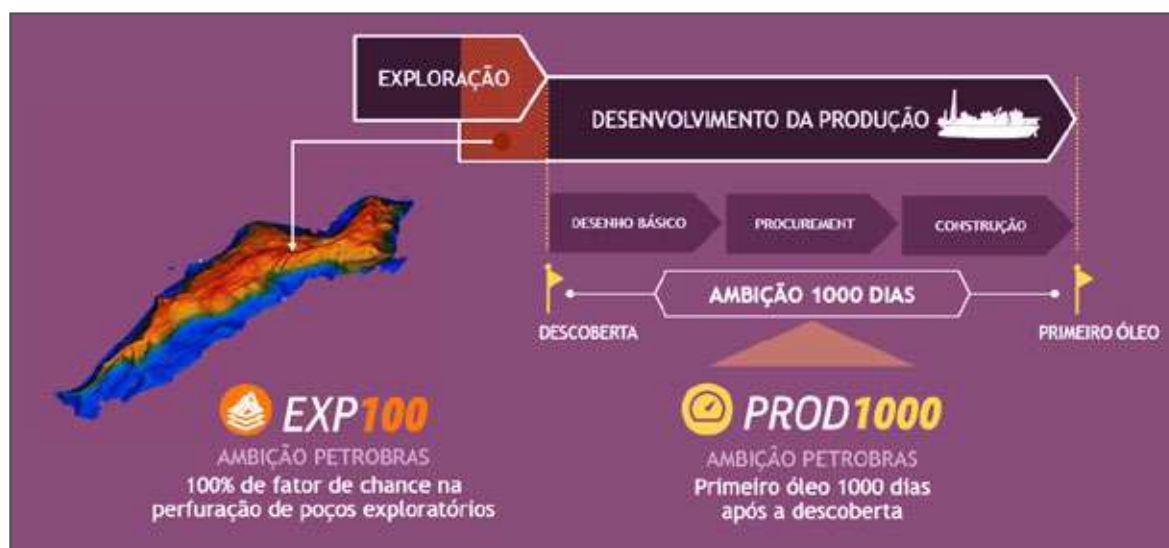 EXPLORAÇÃO
DESENVOLVIMENTO DA PRODUÇÃO
DESENHO BÁSICO
PROCUREMENT
CONSTRUÇÃO
AMBIÇÃO 1000 DIAS
DESCOBERTA
PRIMEIRO ÓLEO
EXP100
AMBIÇÃO PETROBRAS
100% de fator de chance na
perfuração de poços exploratórios
PROD1000
AMBIÇÃO PETROBRAS
Primeiro óleo 1000 dias
após a descoberta